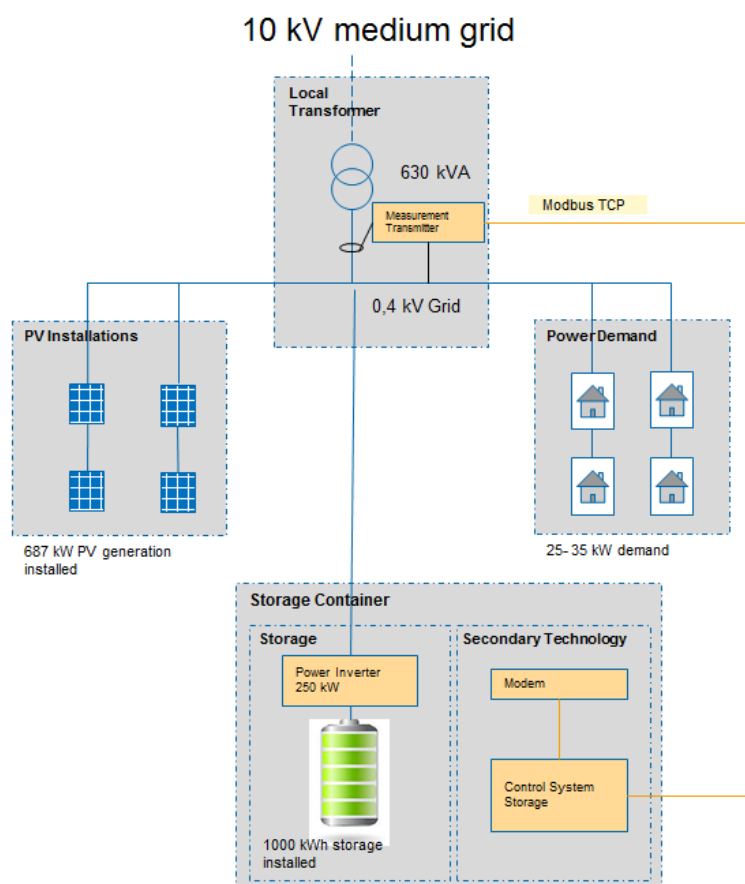 10 kV medium grid
Local
Transformer
630 kVA
Measurement
Transmitter
Modbus TCP
0,4 kV Grid
PV Installations
687 kW PV generation
installed
Power Demand
25- 35 kW demand
Storage Container
Storage
Power Inverter
250 kW
1000 kWh storage
installed
Secondary Technology
Modem
Control System
Storage